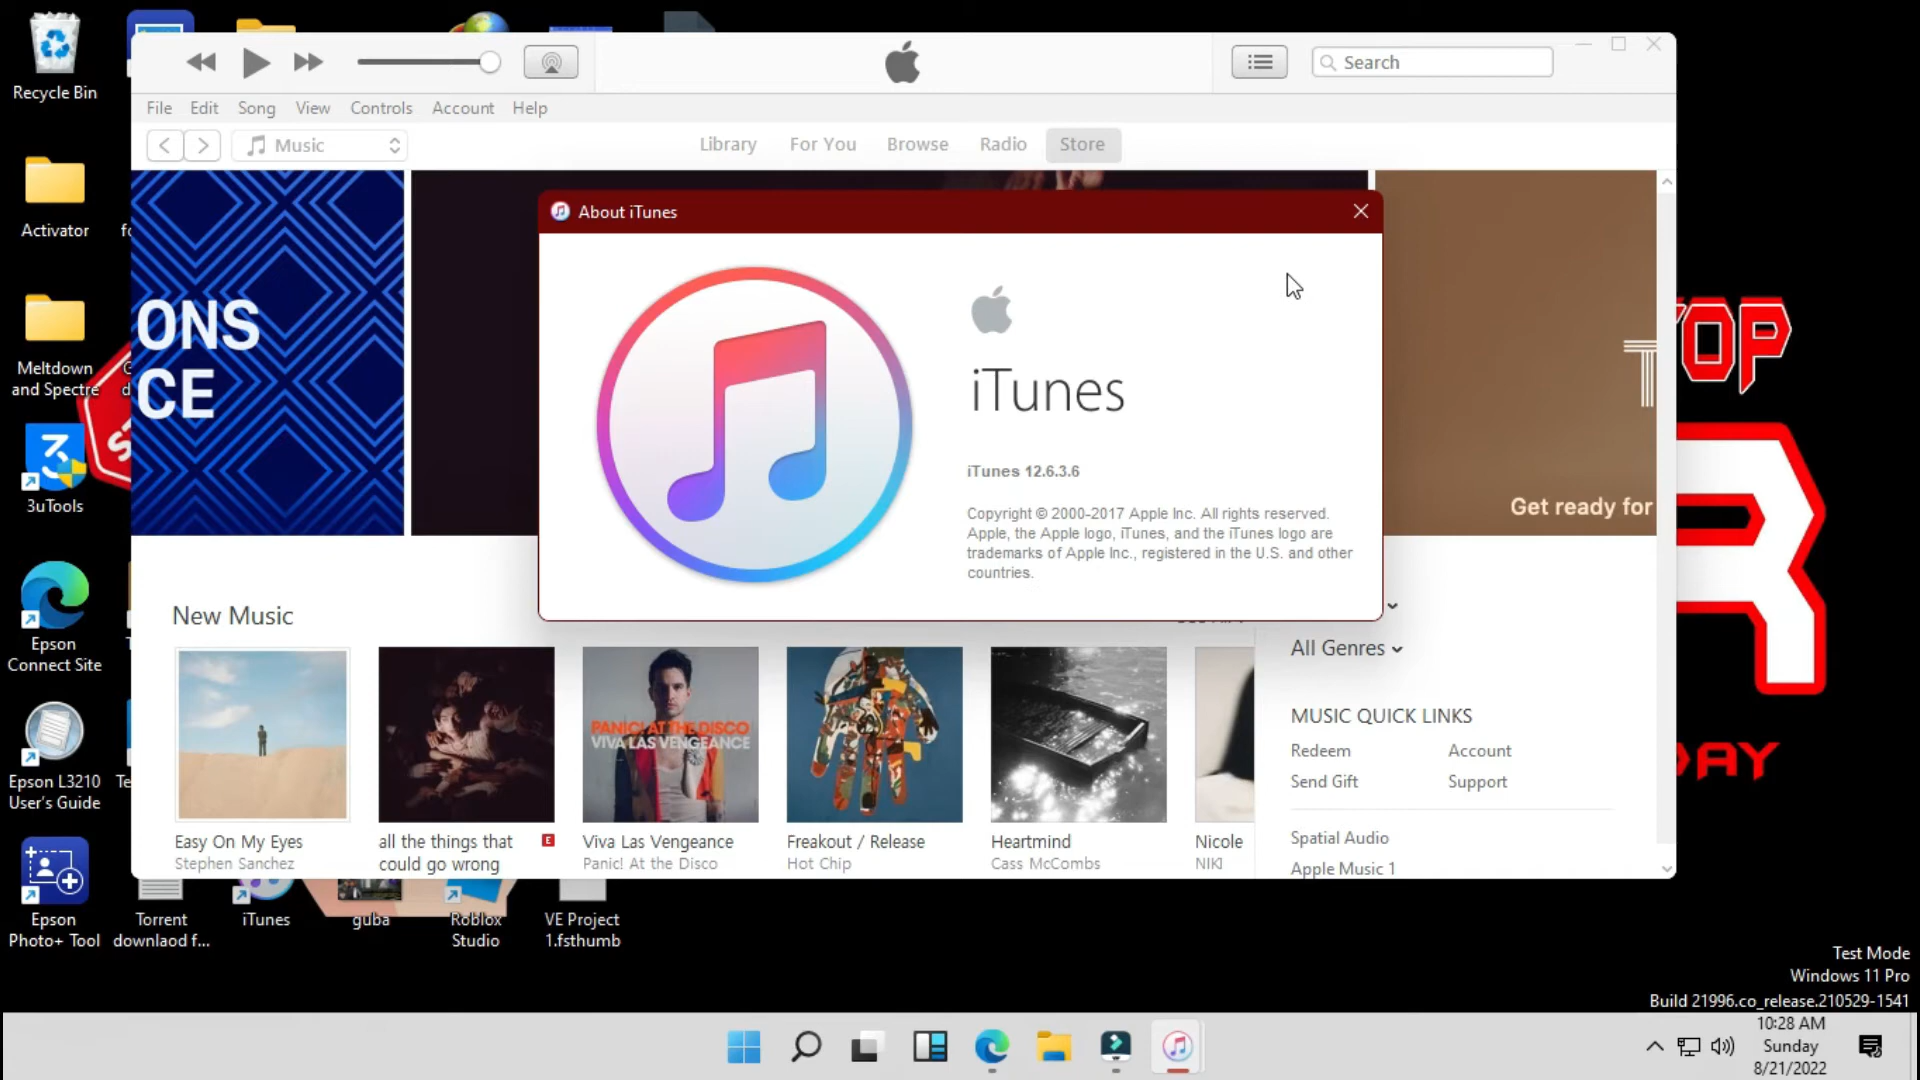 Recycle Bin
Activator
Meltdown
and Spectre
3uTools
Epson
Connect Site
Epson L3210
User's Guide
Epson
Photo+ Tool
Torrent
downlaod f...
iTunes
guba
Roblox
Studio
VE Project
1.fsthumb
Search
File Edit Song View Controls Account Help
Music
Library For You Browse Radio Store
ONS
CE
Get ready for
About iTunes
iTunes
iTunes 12.6.3.6
Copyright © 2000-2017 Apple Inc. All rights reserved.
Apple, the Apple logo, iTunes, and the iTunes logo are
trademarks of Apple Inc., registered in the U.S. and other
countries.
New Music
Easy On My Eyes
Stephen Sanchez
all the things that
could go wrong
E
PANIC! AT THE DISCO
VIVA LAS VENGEANCE
Viva Las Vengeance
Panic! At the Disco
Freakout / Release
Hot Chip
Heartmind
Cass McCombs
Nicole
NIKI
All Genres
MUSIC QUICK LINKS
Redeem Account
Send Gift Support
Spatial Audio
Apple Music 1
Test Mode
Windows 11 Pro
Build 21996.co_release.210529-1541
10:28 AM
Sunday
8/21/2022